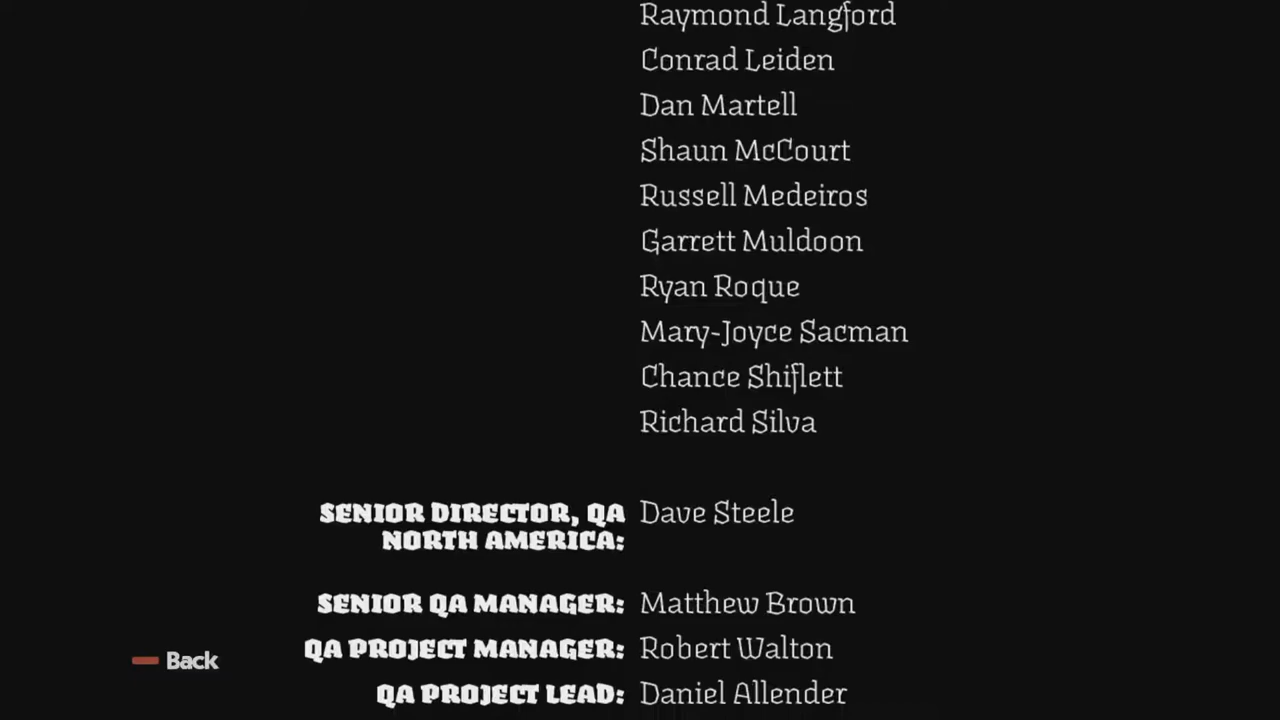 Raymond Langford
Conrad Leiden
Dan Martell
Shaun McCourt
Russell Medeiros
Garrett Muldoon
Ryan Roque
Mary-Joyce Sacman
Chance Shiflett
Richard Silva
SENIOR DIRECTOR, QA Dave Steele
NORTH AMERICA:
SENIOR QA MANAGER: Matthew Brown
QA PROJECT MANAGER: Robert Walton
Back
QA PROJECT LEAD: Daniel Allender